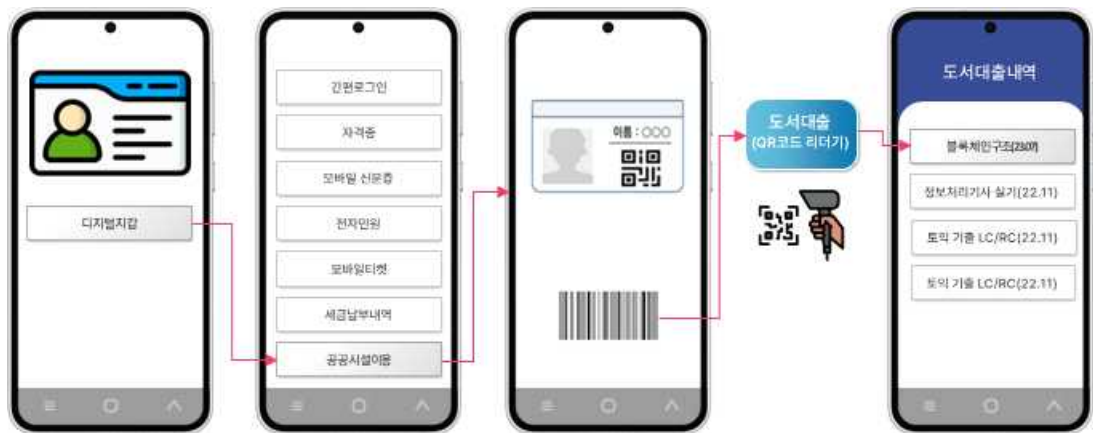 디지털지갑
간편로그인
자격증
모바일 신분증
전자민원
모바일티켓
세금납부내역
공공시설이용
이름 : ○○○
도서대출
(QR코드 리더기)
도서대출내역
블록체인구조(23.07)
정보처리기사 실기(22.11)
토익 기출 LC/RC(22.11)
토익 기출 LC/RC(22.11)